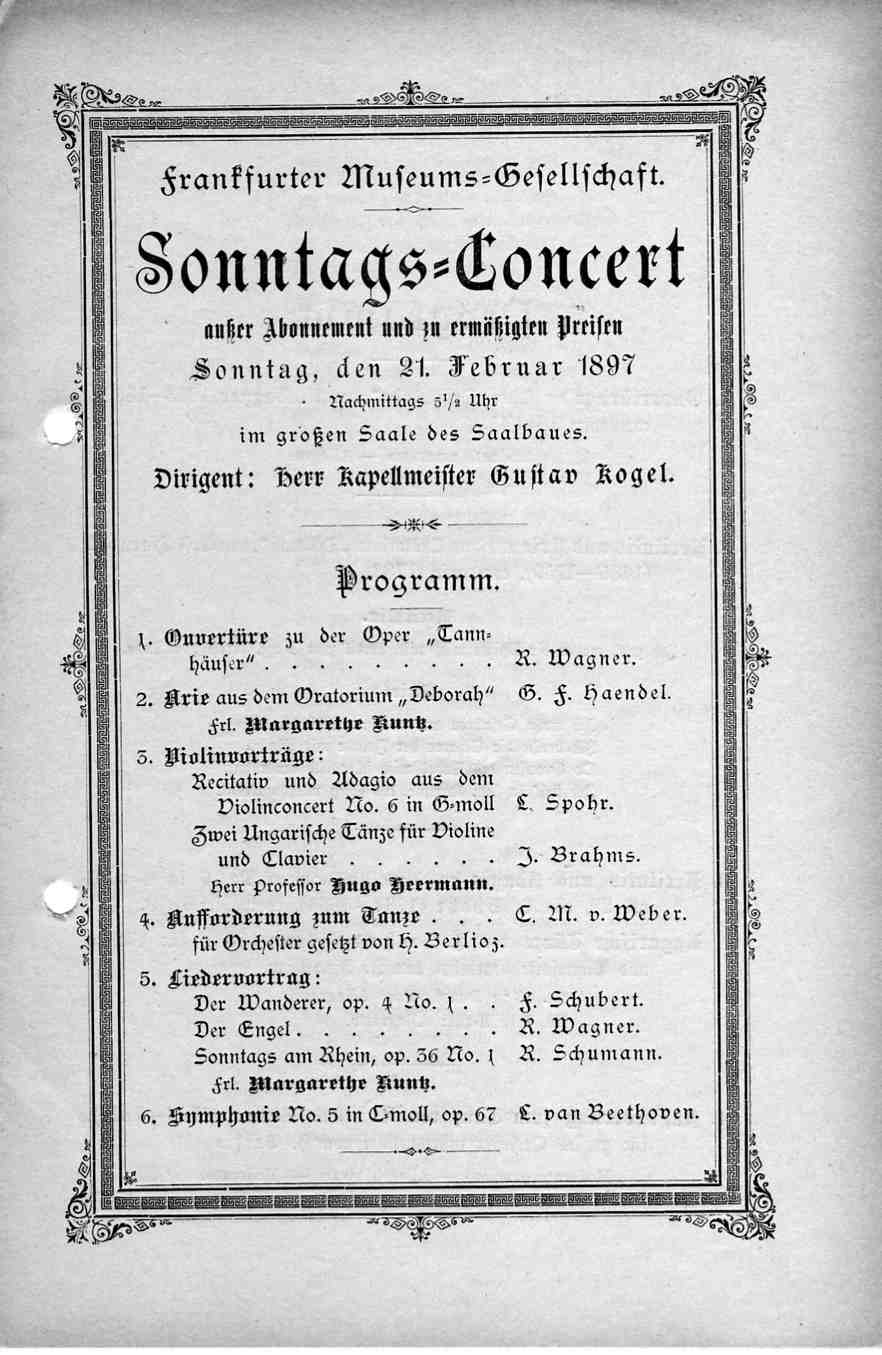 Frankfurter Museums-Gesellschaft.
Sonntags-Concert
außer Abonnement und zu ermäßigten Preisen
Sonntag, den 21. Februar 1897
Nachmittags 5½ Uhr
im großen Saale des Saalbaues.
Dirigent: Herr Kapellmeister Gustav Kogel.
Programm.
1. Ouvertüre zu der Oper „Tann-
häuser“ . . . . . . . . . R. Wagner.
2. Arie aus dem Oratorium „Deborah“ G. F. Haendel.
Frl. Margarethe Kuntz.
3. Violinvorträge:
Recitativ und Adagio aus dem
Violinconcert No. 6 in G-moll L. Spohr.
Zwei Ungarische Tänze für Violine
und Clavier . . . . . . J. Brahms.
Herr Professor Hugo Heermann.
4. Aufforderung zum Tanze . . . C. M. v. Weber.
für Orchester gesetzt von H. Berlioz.
5. Liedervortrag:
Der Wanderer, op. 4 No. 1 . . F. Schubert.
Der Engel . . . . . . . . R. Wagner.
Sonntags am Rhein, op. 36 No. 1 R. Schumann.
Frl. Margarethe Kuntz.
6. Symphonie No. 5 in C-moll, op. 67 L. van Beethoven.